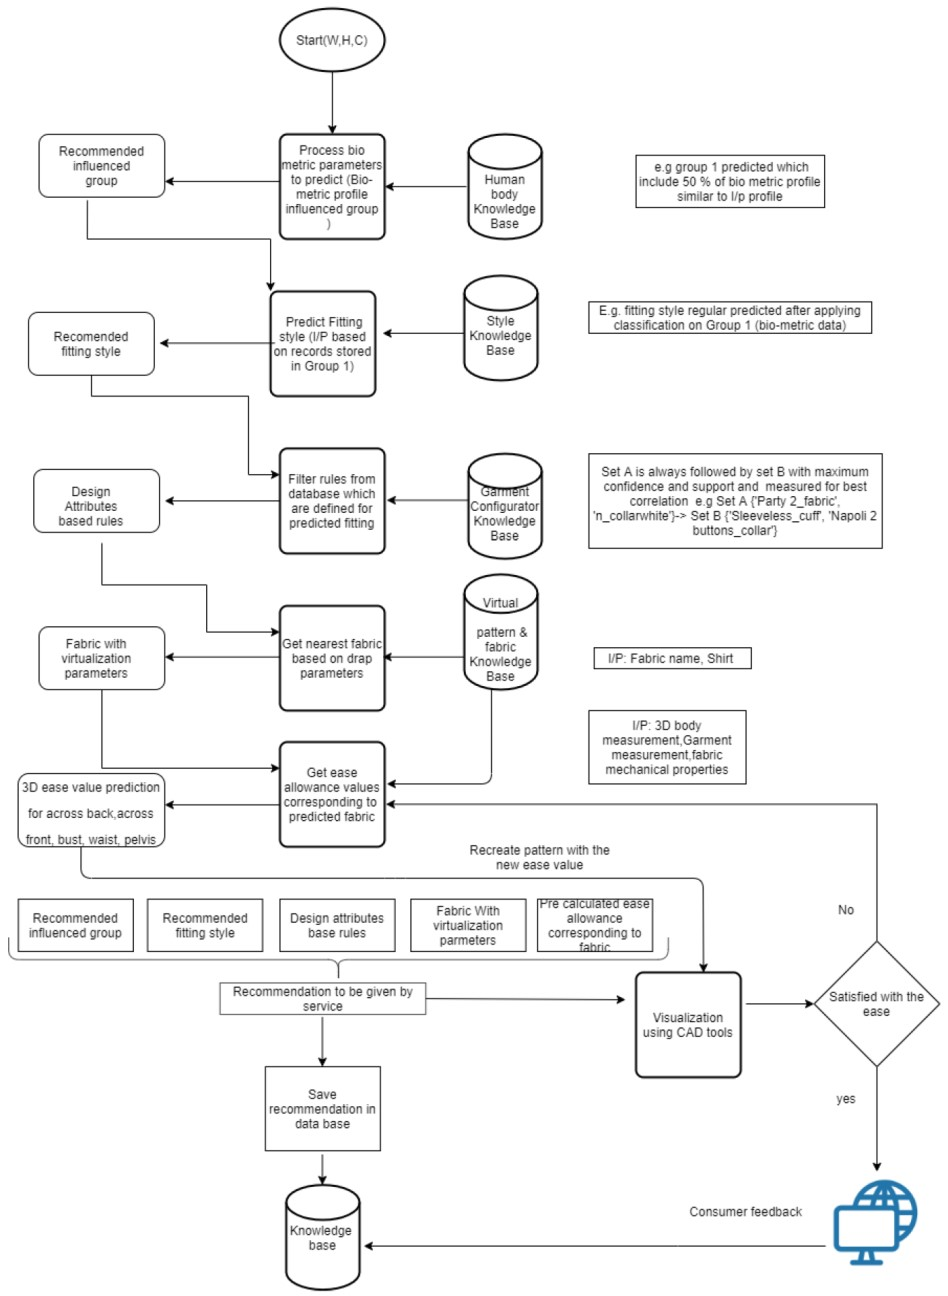 Start(W,H,C)
Recommended
influenced
group
Process bio
metric parameters
to predict (Bio-
metric profile
influenced group
)
Human
body
Knowledge
Base
e.g group 1 predicted which
include 50 % of bio metric profile
similar to I/p profile
Recomended
fitting style
Predict Fitting
style (I/P based
on records stored
in Group 1)
Style
Knowledge
Base
E.g. fitting style regular predicted after applying
classification on Group 1 (bio-metric data)
Design
Attributes
based rules
Filter rules from
database which
are defined for
predicted fitting
Garment
Configurator
Knowledge
Base
Set A is always followed by set B with maximum
confidence and support and measured for best
correlation e.g Set A {'Party 2_fabric',
'n_collarwhite'}-> Set B {'Sleeveless_cuff', 'Napoli 2
buttons_collar'}
Fabric with
virtualization
parameters
Get nearest fabric
based on drap
parameters
Virtual
pattern &
fabric
Knowledge
Base
I/P: Fabric name, Shirt
I/P: 3D body
measurement,Garment
measurement,fabric
mechanical properties
3D ease value prediction
for across back,across
front, bust, waist, pelvis
Get ease
allowance values
corresponding to
predicted fabric
Recreate pattern with the
new ease value
Recommended
influenced group
Recommended
fitting style
Design attributes
base rules
Fabric With
virtualization
parmeters
Pre calculated ease
allowance
corresponding to
fabric.
No
Recommendation to be given by
service
Visualization
using CAD tools
Satisfied with the
ease
Save
recommendation in
data base
yes
Knowledge
base
Consumer feedback